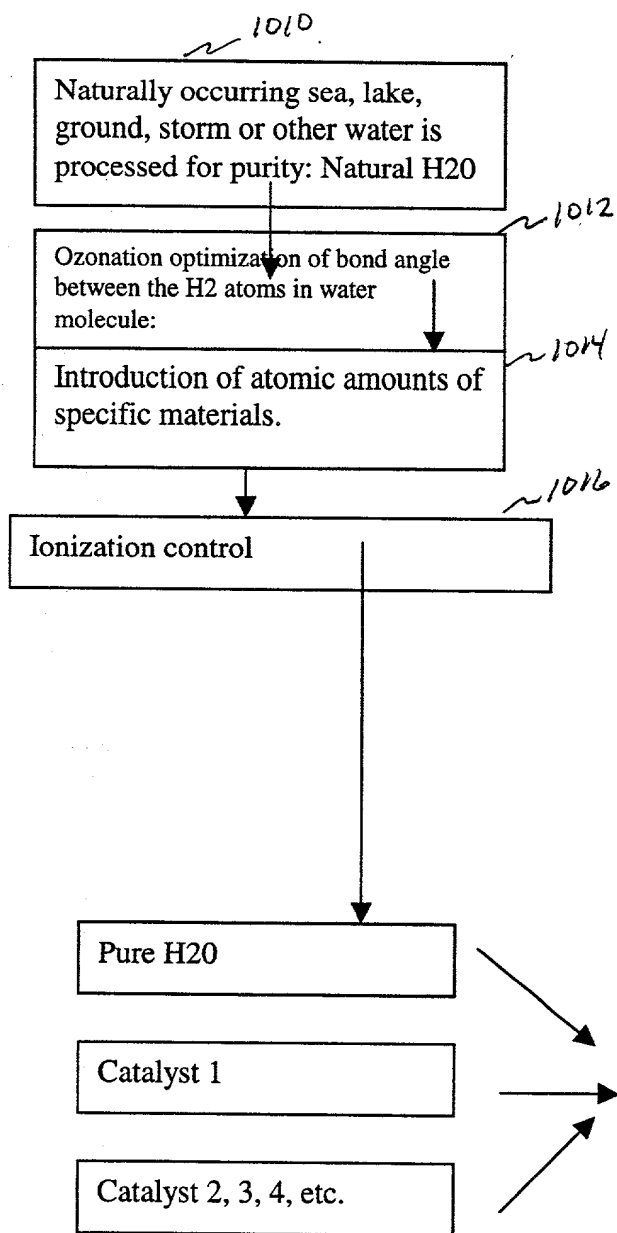 1010
Naturally occurring sea, lake,
ground, storm or other water is
processed for purity: Natural H20
1012
Ozonation optimization of bond angle
between the H2 atoms in water
molecule:
1014
Introduction of atomic amounts of
specific materials.
1016
Ionization control
Pure H20
Catalyst 1
Catalyst 2, 3, 4, etc.